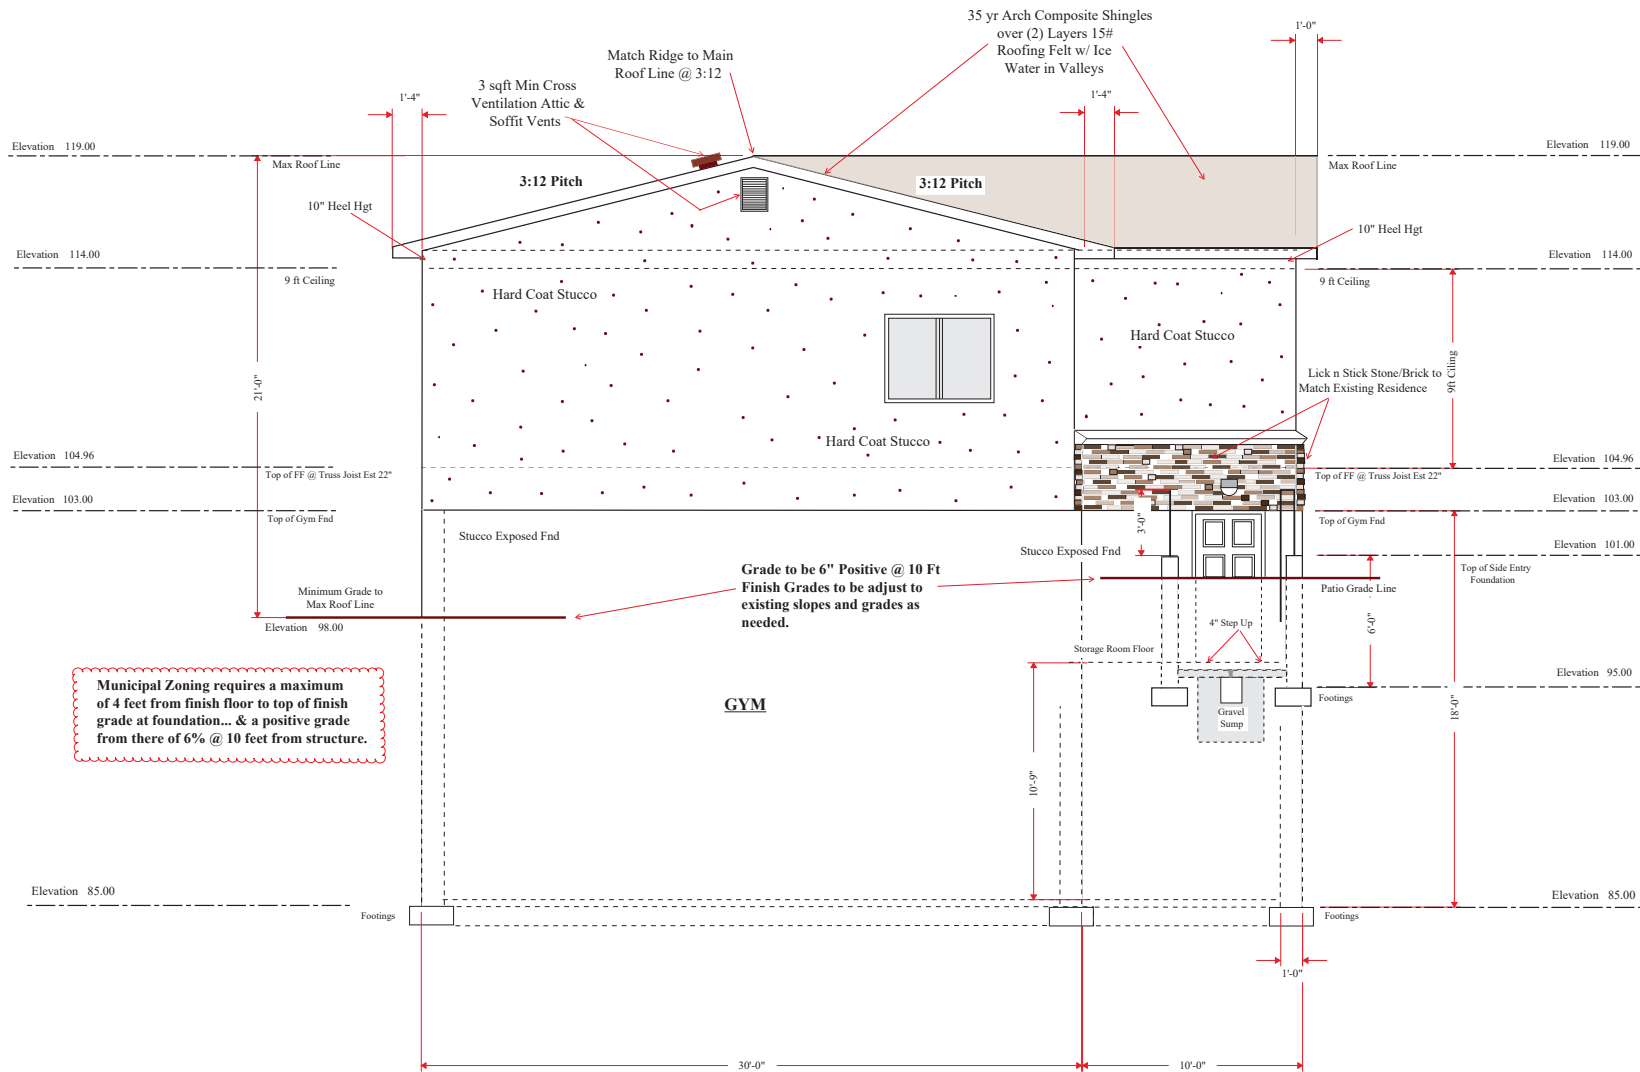 35 yr Arch Composite Shingles
over (2) Layers 15#
Roofing Felt w/ Ice
Water in Valleys
1'-0"
Match Ridge to Main
Roof Line @ 3:12
3 sqft Min Cross
Ventilation Attic &
Soffit Vents
1'-4"
1'-4"
Elevation 119.00
Max Roof Line
Elevation 119.00
Max Roof Line
3:12 Pitch
3:12 Pitch
10" Heel Hgt
10" Heel Hgt
Elevation 114.00
9 ft Ceiling
Elevation 114.00
9 ft Ceiling
Hard Coat Stucco
Hard Coat Stucco
21'-0"
9ft Ciling
Lick n Stick Stone/Brick to
Match Existing Residence
Hard Coat Stucco
Elevation 104.96
Top of FF @ Truss Joist Est 22"
Elevation 104.96
Top of FF @ Truss Joist Est 22"
Elevation 103.00
Top of Gym Fnd
Elevation 103.00
Top of Gym Fnd
3'-0"
Stucco Exposed Fnd
Stucco Exposed Fnd
Elevation 101.00
Top of Side Entry
Foundation
Grade to be 6" Positive @ 10 Ft
Finish Grades to be adjust to
existing slopes and grades as
needed.
Minimum Grade to
Max Roof Line
Elevation 98.00
Patio Grade Line
4" Step Up
6'-0"
Storage Room Floor
Elevation 95.00
Footings
Municipal Zoning requires a maximum
of 4 feet from finish floor to top of finish
grade at foundation... & a positive grade
from there of 6% @ 10 feet from structure.
GYM
Gravel
Sump
18'-0"
10'-9"
Elevation 85.00
Footings
Elevation 85.00
Footings
1'-0"
30'-0"
10'-0"